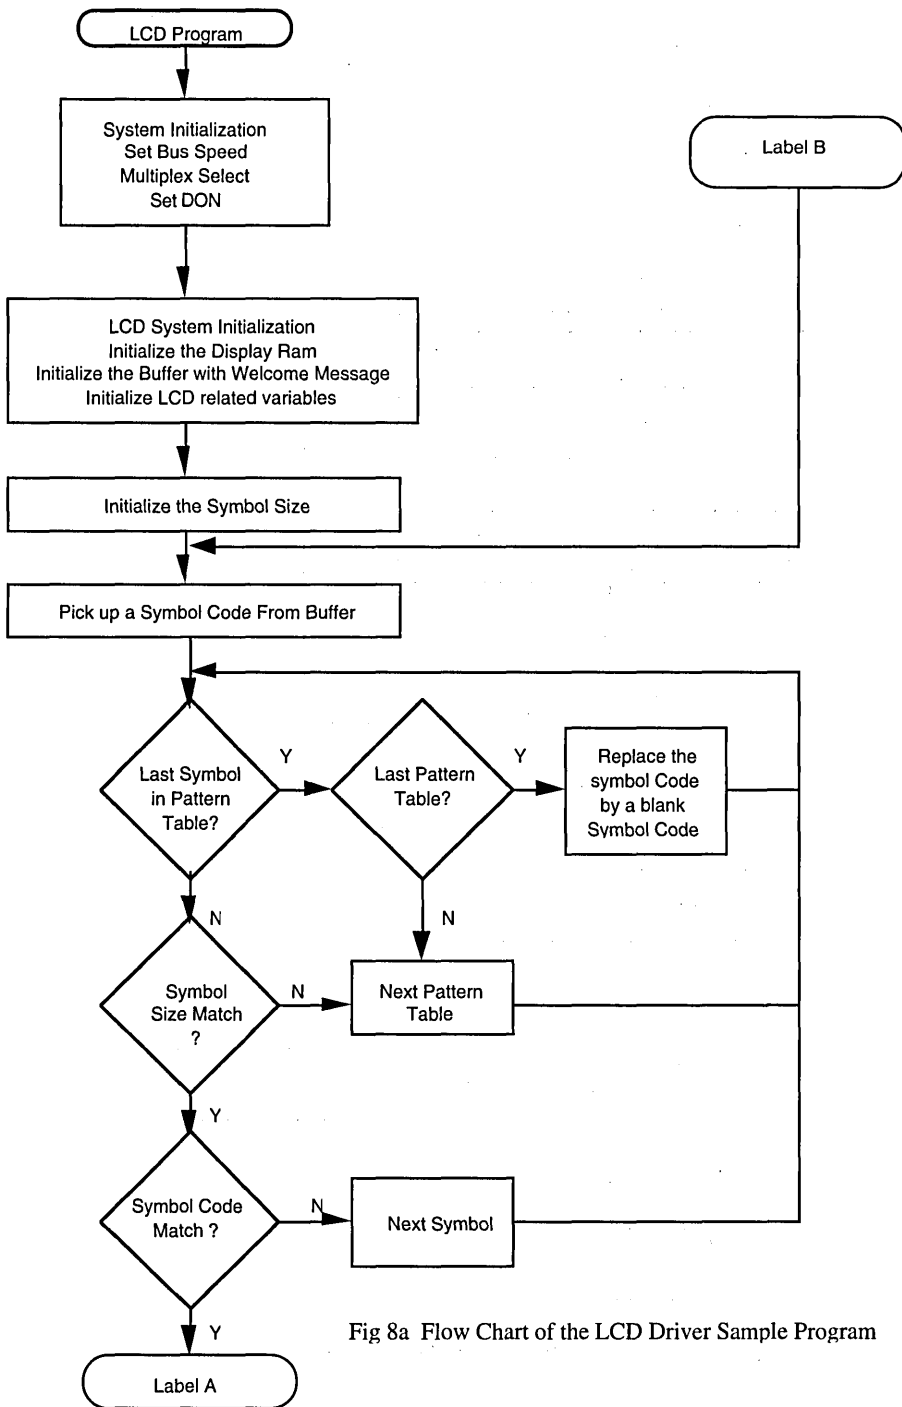 LCD Program
System Initialization
Set Bus Speed
Multiplex Select
Set DON
Label B
LCD System Initialization
Initialize the Display Ram
Initialize the Buffer with Welcome Message
Initialize LCD related variables
Initialize the Symbol Size
Pick up a Symbol Code From Buffer
Last Symbol
in Pattern
Table?
Y
Last Pattern
Table?
Y
Replace the
symbol Code
by a blank
Symbol Code
N
N
Symbol
Size Match
?
N
Next Pattern
Table
Y
Symbol Code
Match ?
N
Next Symbol
Y
Fig 8a Flow Chart of the LCD Driver Sample Program
Label A